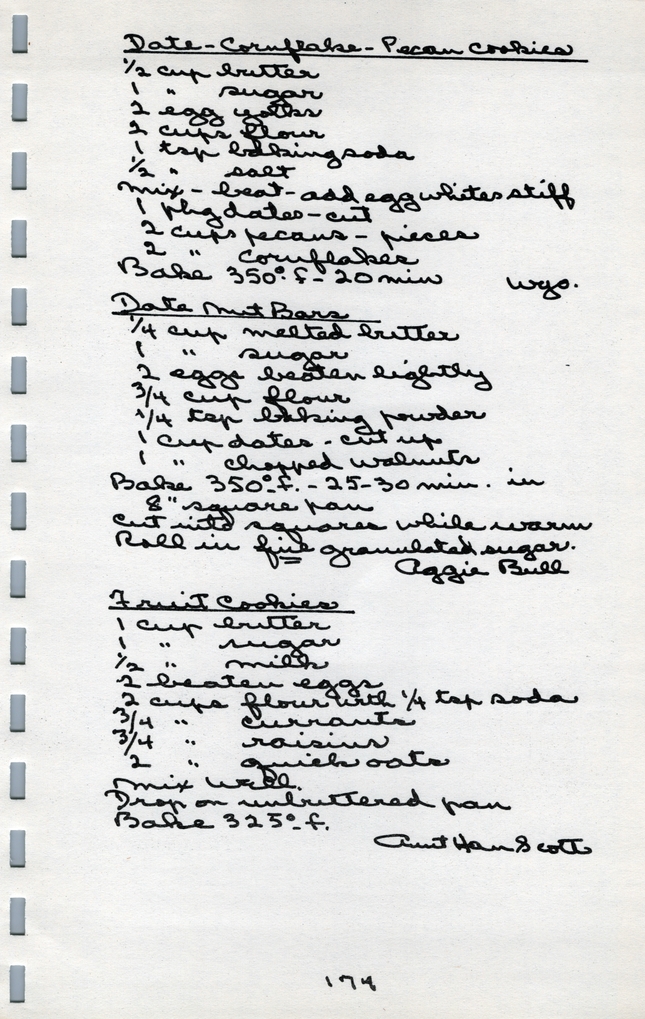 Date-Cornflake-Pecan Cookies
1/2 cup butter
1 " sugar
2 egg yolks
2 cups flour
1 tsp baking soda
1/2 " salt
Mix - beat - add egg whites stiff
1 pkg dates - cut
2 cups pecans - pieces
2 " cornflakes
Bake 350° f - 20 min Wyo.
Date Nut Bars
1/4 cup melted butter
1 " sugar
2 eggs beaten lightly
3/4 cup flour
1/4 tsp baking powder
1 cup dates - cut up
1 " chopped walnuts
Bake 350° f. - 25-30 min. in
8" square pan
Cut into squares while warm
Roll in fine granulated sugar.
Aggie Bull
Fruit Cookies
1 cup butter
1 " sugar
1/2 " milk
2 beaten eggs
2 cups flour with 1/4 tsp soda
3/4 " currants
3/4 " raisins
2 " quick oats
Mix well.
Drop on unbuttered pan
Bake 325° f.
Aunt Han Scott
174